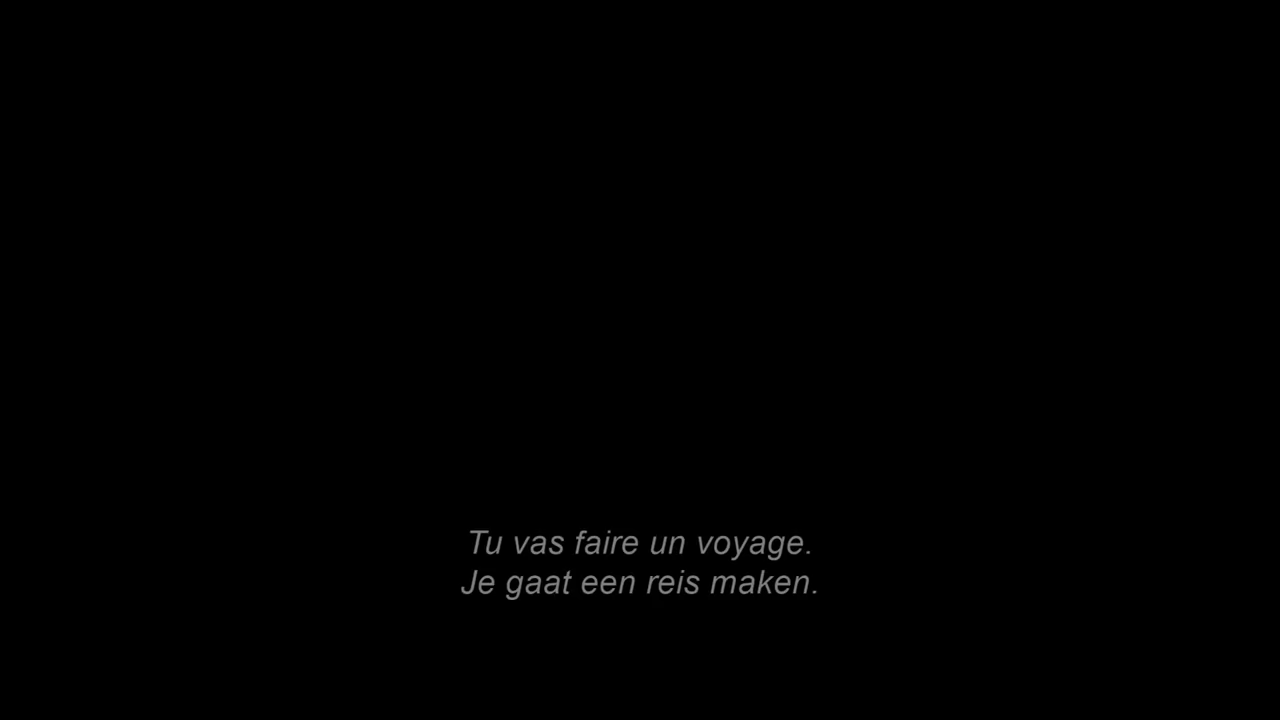 Tu vas faire un voyage.
Je gaat een reis maken.